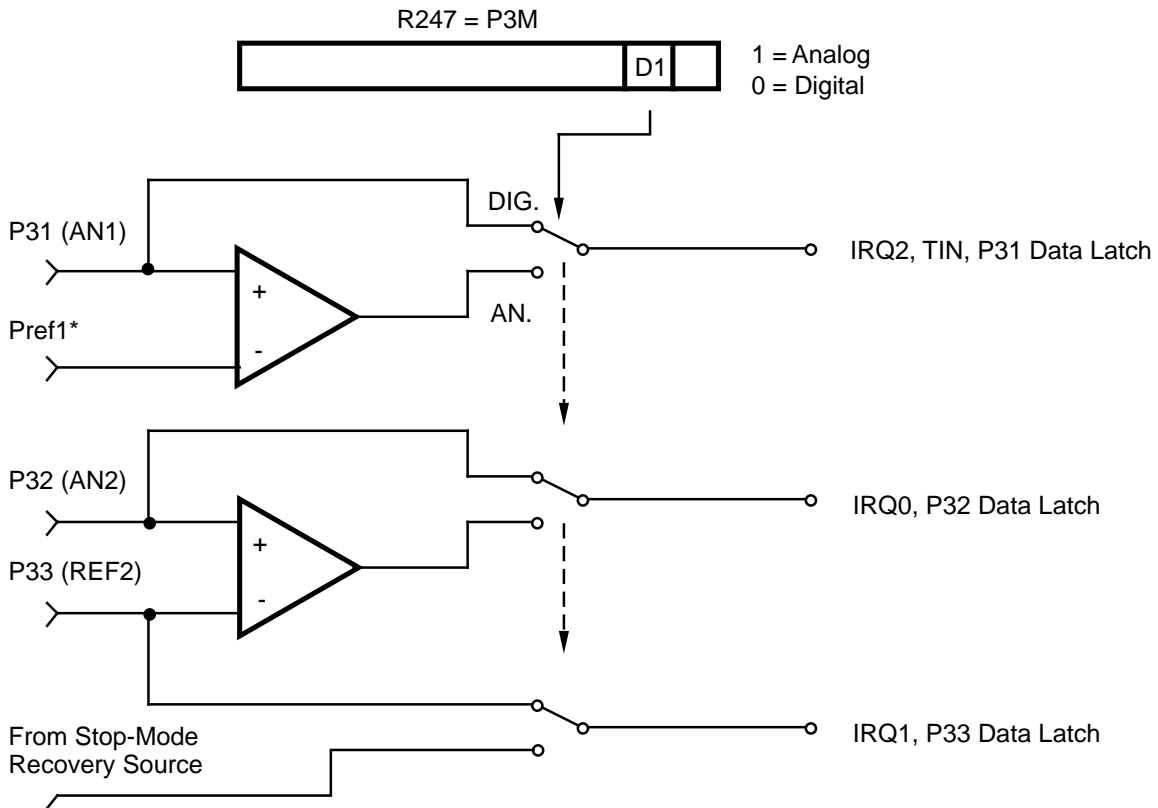 R247 = P3M
D1
1 = Analog
0 = Digital
DIG.
P31 (AN1)
+
IRQ2, TIN, P31 Data Latch
AN.
Pref1*
-
P32 (AN2)
+
IRQ0, P32 Data Latch
P33 (REF2)
-
From Stop-Mode
Recovery Source
IRQ1, P33 Data Latch